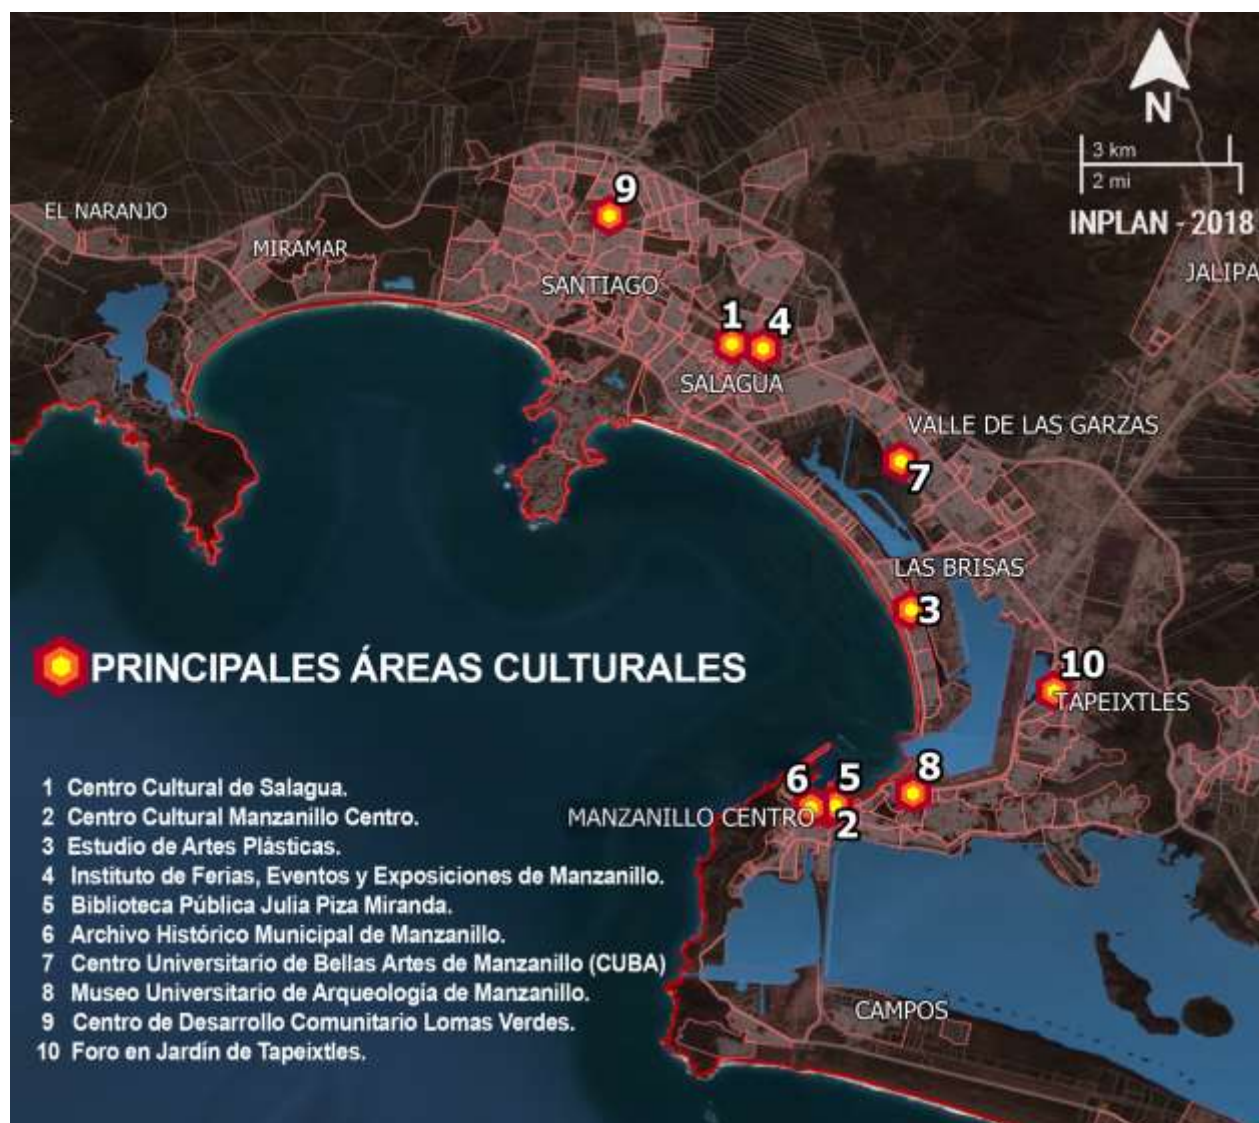 N
3 km
2 mi
INPLAN - 2018
EL NARANJO
MIRAMAR
9
SANTIAGO
JALIPA
1
4
SALAGUA
VALLE DE LAS GARZAS
7
LAS BRISAS
3
PRINCIPALES ÁREAS CULTURALES
10
TAPEIXTLES
6
5
8
MANZANILLO CENTRO
2
1 Centro Cultural de Salagua.
2 Centro Cultural Manzanillo Centro.
3 Estudio de Artes Plásticas.
4 Instituto de Ferias, Eventos y Exposiciones de Manzanillo.
5 Biblioteca Pública Julia Piza Miranda.
6 Archivo Histórico Municipal de Manzanillo.
7 Centro Universitario de Bellas Artes de Manzanillo (CUBA)
8 Museo Universitario de Arqueología de Manzanillo.
9 Centro de Desarrollo Comunitario Lomas Verdes.
10 Foro en Jardín de Tapeixtles.
CAMPOS